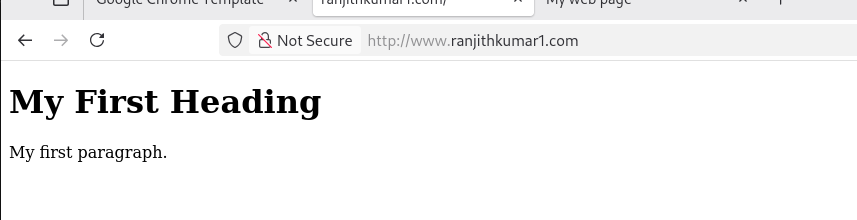 Google Chrome Template
ranjithkumar1.com/
My web page
Not Secure
http://www.ranjithkumar1.com
My First Heading
My first paragraph.